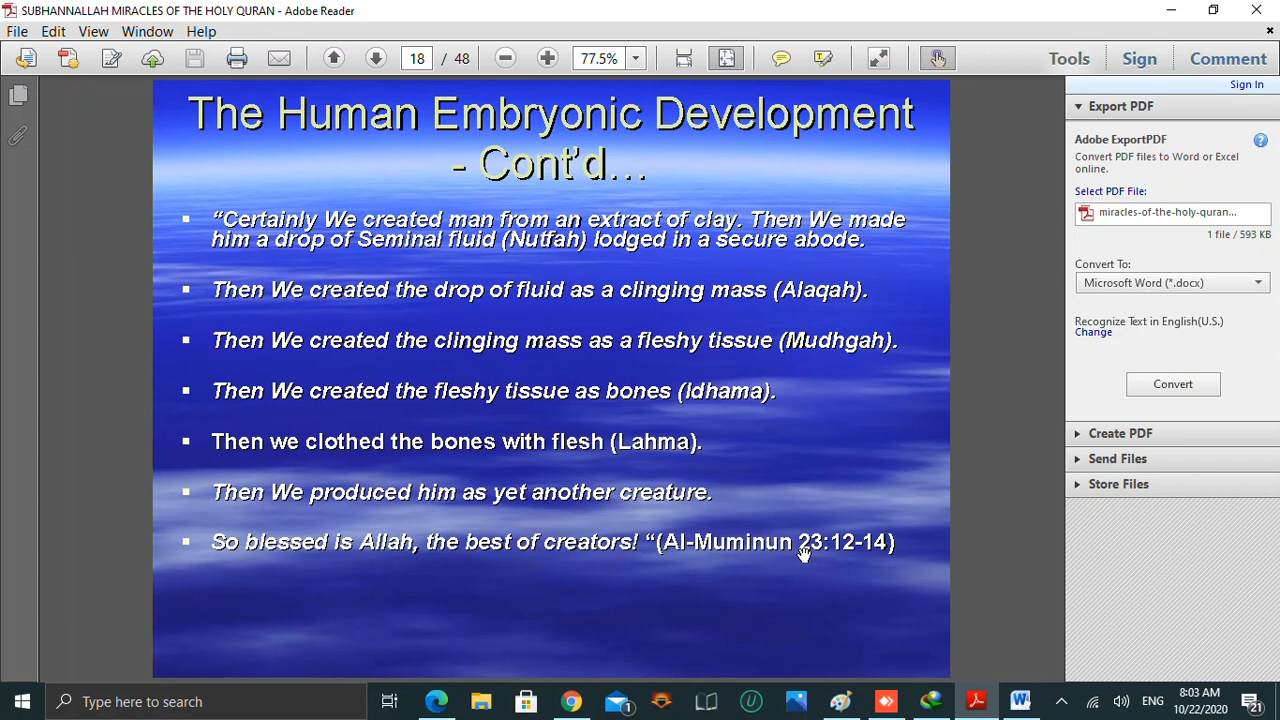 SUBHANNALLAH MIRACLES OF THE HOLY QURAN - Adobe Reader
File Edit View Window Help
18 / 48 77.5% Tools Sign Comment
Sign In
The Human Embryonic Development
- Cont'd…
▪ “Certainly We created man from an extract of clay. Then We made
him a drop of Seminal fluid (Nutfah) lodged in a secure abode.
▪ Then We created the drop of fluid as a clinging mass (Alaqah).
▪ Then We created the clinging mass as a fleshy tissue (Mudhgah).
▪ Then We created the fleshy tissue as bones (Idhama).
▪ Then we clothed the bones with flesh (Lahma).
▪ Then We produced him as yet another creature.
▪ So blessed is Allah, the best of creators! “(Al-Muminun 23:12-14)
Export PDF
Adobe ExportPDF
Convert PDF files to Word or Excel
online.
Select PDF File:
miracles-of-the-holy-quran...
1 file / 593 KB
Convert To:
Microsoft Word (*.docx)
Recognize Text in English(U.S.)
Change
Convert
Create PDF
Send Files
Store Files
Type here to search
1
ENG
8:03 AM
10/22/2020
21